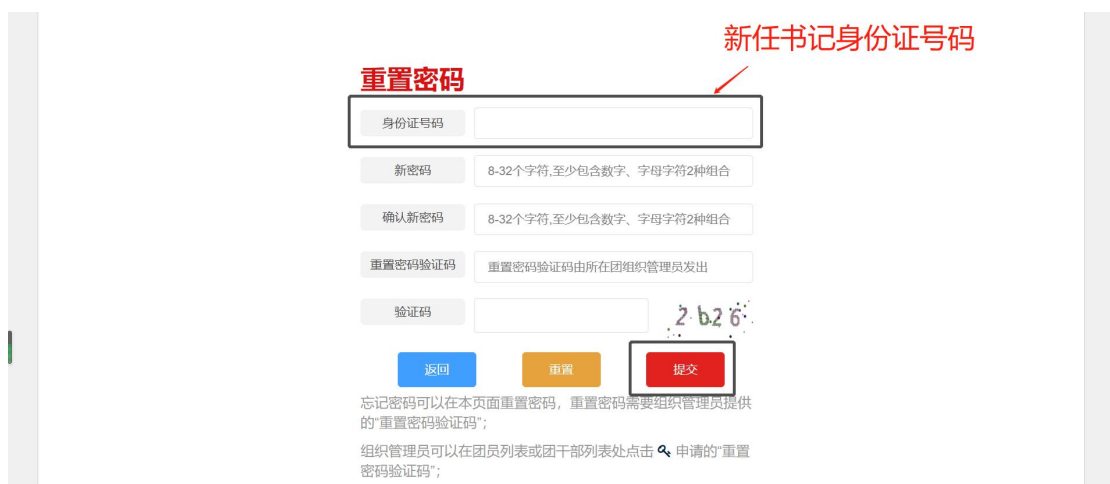 新任书记身份证号码
重置密码
身份证号码
新密码
8-32个字符,至少包含数字、字母字符2种组合
确认新密码
8-32个字符,至少包含数字、字母字符2种组合
重置密码验证码
重置密码验证码由所在团组织管理员发出
验证码
2b26
返回
重置
提交
忘记密码可以在本页面重置密码，重置密码需要组织管理员提供
的“重置密码验证码”；
组织管理员可以在团员列表或团干部列表处点击 申请的“重置
密码验证码”；